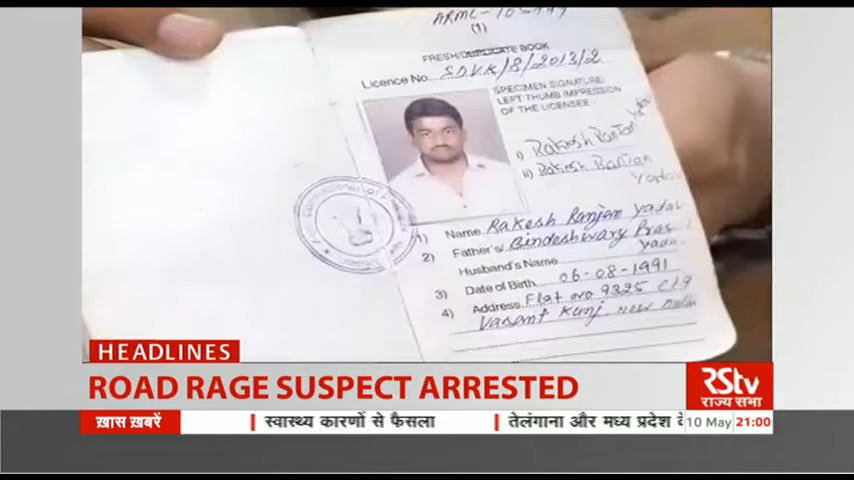 ARML-105999
(1)
FRESH/DUPLICATE BOOK
Licence No. SDVK/8/2013/2
SPECIMEN SIGNATURE/
LEFT THUMB IMPRESSION
OF THE LICENSEE:
i) Rakesh Ranjan Yadav
ii) Rakesh Ranjan
Yadav
1) Name Rakesh Ranjan Yadav
2) Father's/ Bindeshwary Pras
Husband's Name Yada
3) Date of Birth 06-08-1991
4) Address Flat no 9325 C/9
Vasant Kunj New Delhi
HEADLINES
ROAD RAGE SUSPECT ARRESTED
RStv
राज्य सभा
ख़ास ख़बरें
स्वास्थ्य कारणों से फैसला
तेलंगाना और मध्य प्रदेश
10 May 21:00